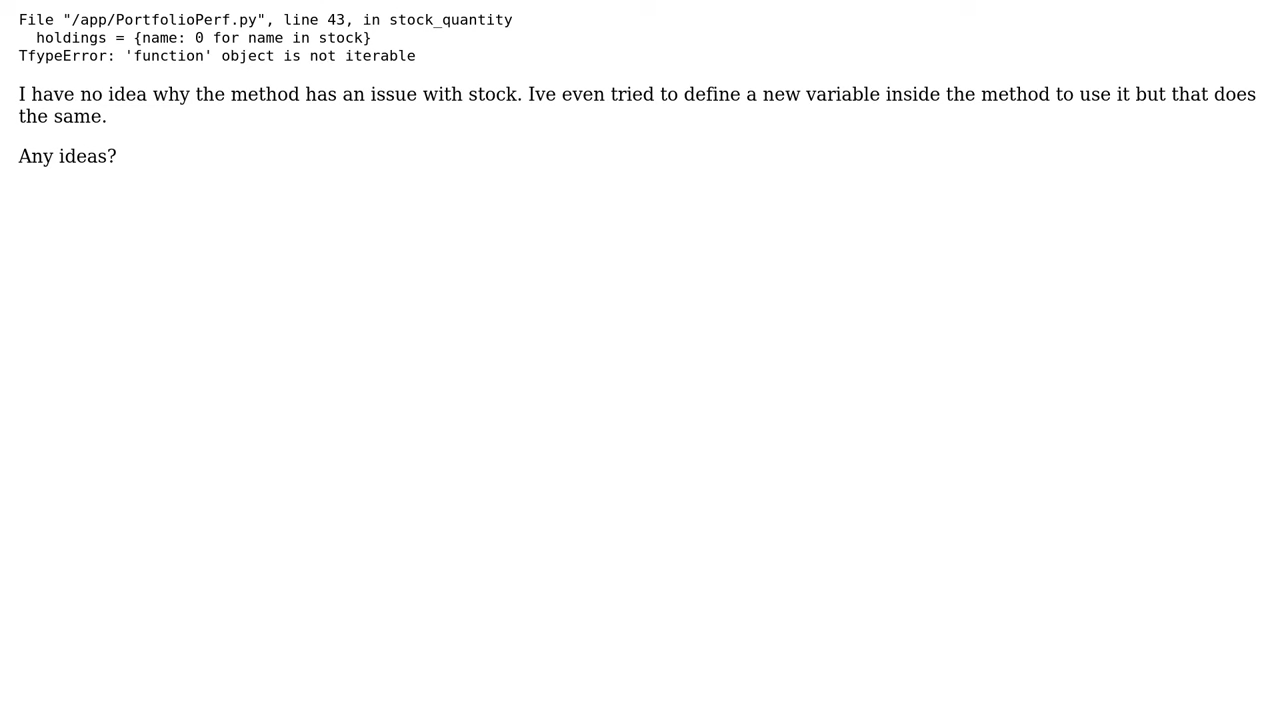 File "/app/PortfolioPerf.py", line 43, in stock_quantity
  holdings = {name: 0 for name in stock}
TfypeError: 'function' object is not iterable
I have no idea why the method has an issue with stock. Ive even tried to define a new variable inside the method to use it but that does
the same.
Any ideas?